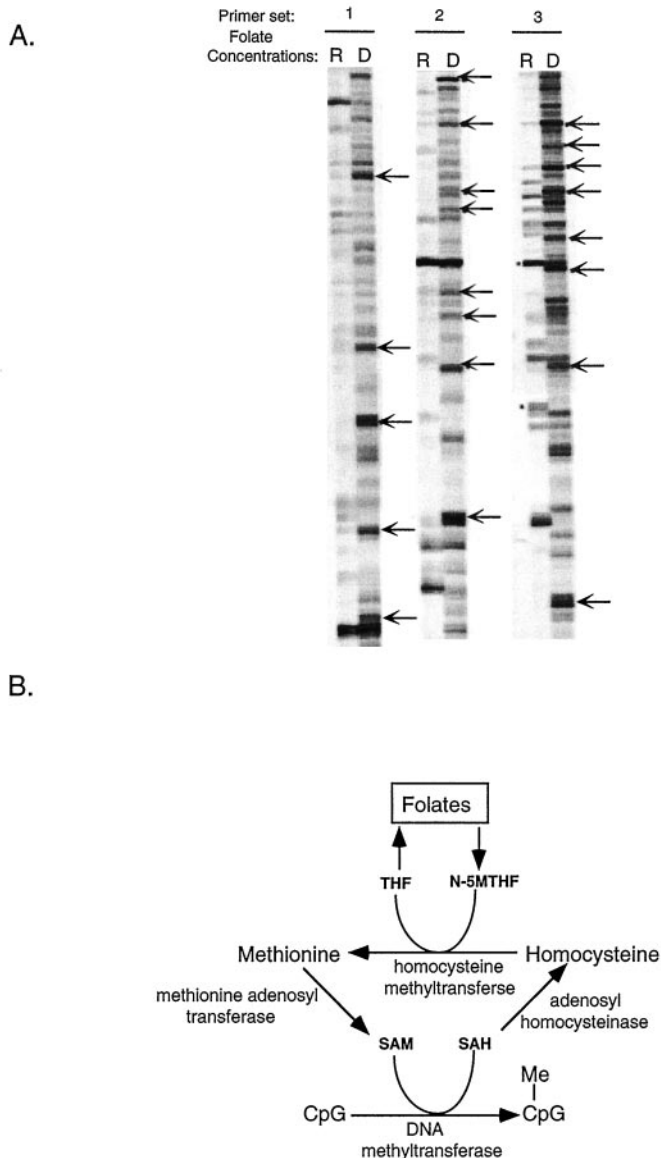 A.
Primer set: 1 2 3
Folate
Concentrations: R D R D R D
B.
Folates
THF N-5MTHF
Methionine Homocysteine
homocysteine
methyltransferse
methionine adenosyl
transferase
adenosyl
homocysteinase
SAM SAH
Me
CpG CpG
DNA
methyltransferase